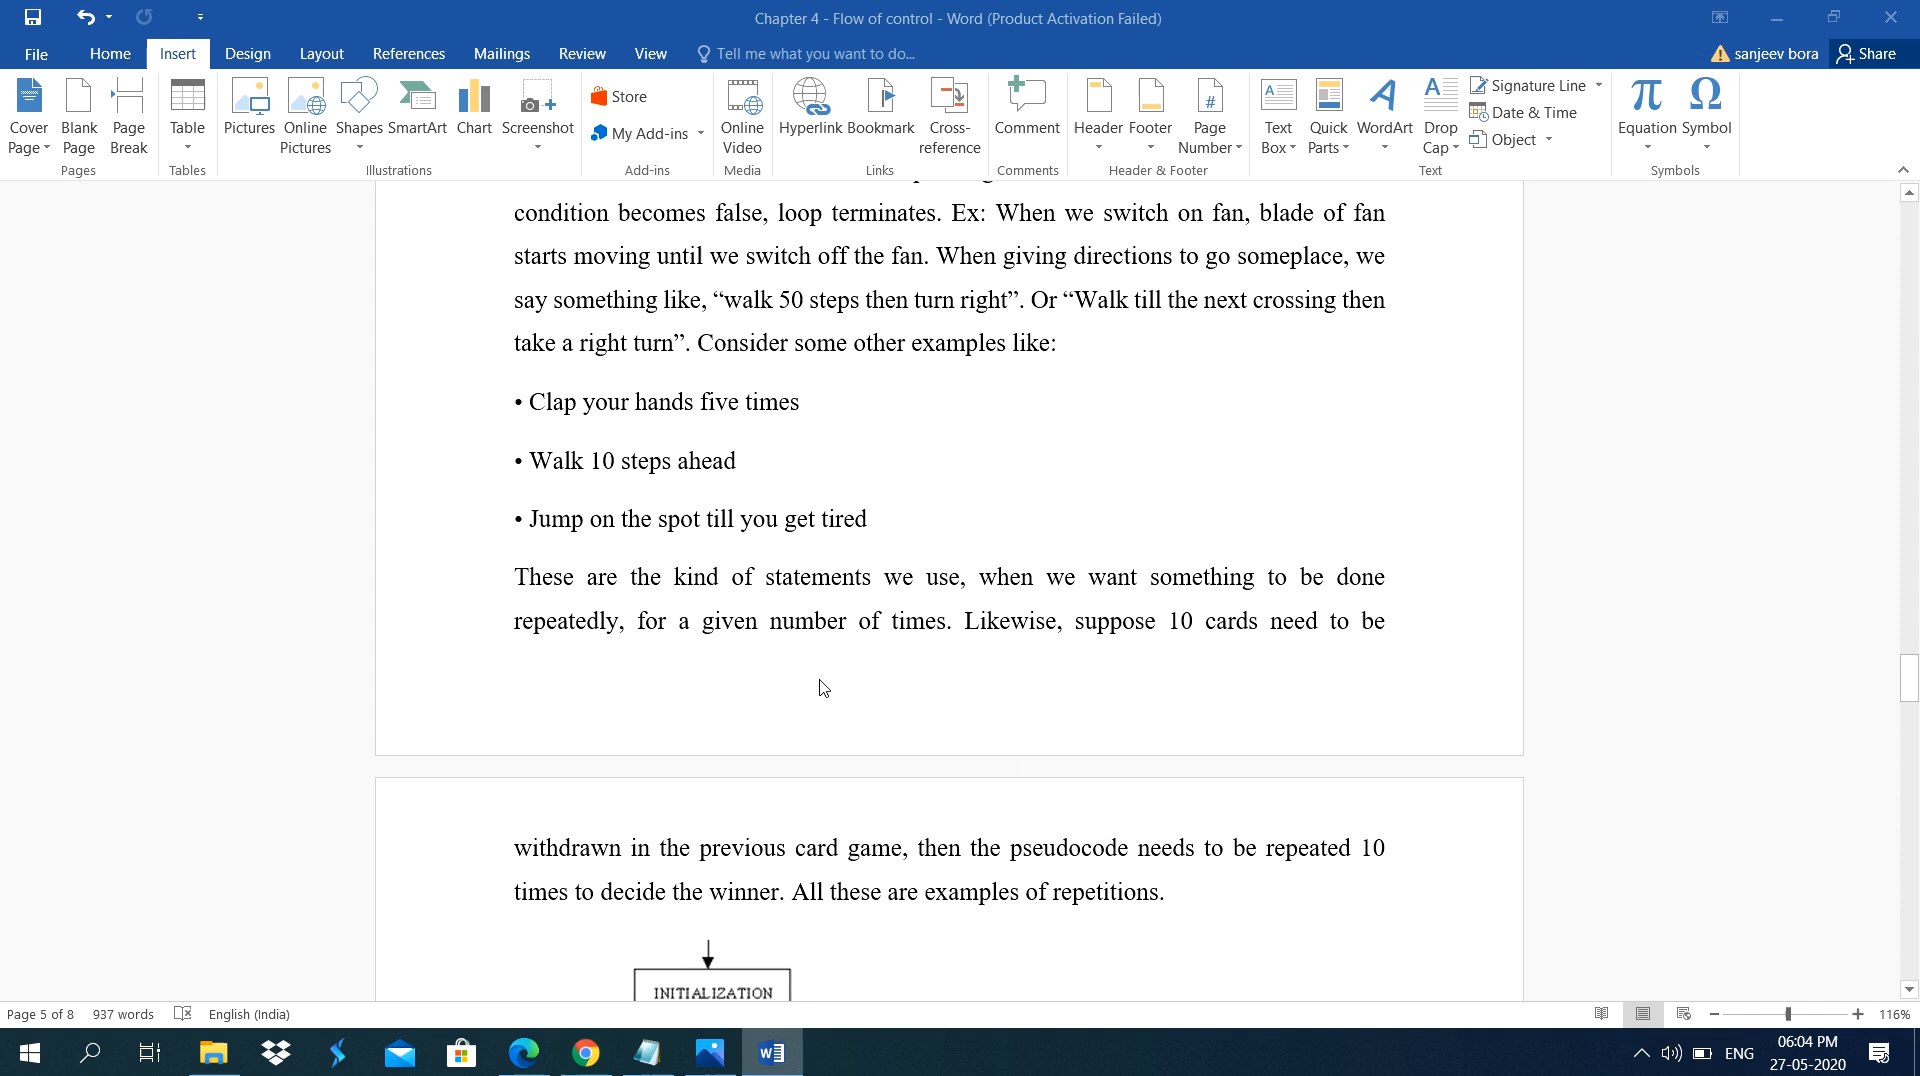 Chapter 4 - Flow of control - Word (Product Activation Failed)
File Home Insert Design Layout References Mailings Review View Tell me what you want to do... sanjeev bora Share
Cover Page
Blank Page
Page Break
Pages
Table
Tables
Pictures
Online Pictures
Shapes
SmartArt
Chart
Screenshot
Illustrations
Store
My Add-ins
Add-ins
Online Video
Media
Hyperlink
Bookmark
Cross-reference
Links
Comment
Comments
Header
Footer
Page Number
Header & Footer
Text Box
Quick Parts
WordArt
Drop Cap
Signature Line
Date & Time
Object
Text
Equation
Symbol
Symbols
condition becomes false, loop terminates. Ex: When we switch on fan, blade of fan
starts moving until we switch off the fan. When giving directions to go someplace, we
say something like, “walk 50 steps then turn right”. Or “Walk till the next crossing then
take a right turn”. Consider some other examples like:
• Clap your hands five times
• Walk 10 steps ahead
• Jump on the spot till you get tired
These are the kind of statements we use, when we want something to be done
repeatedly, for a given number of times. Likewise, suppose 10 cards need to be
withdrawn in the previous card game, then the pseudocode needs to be repeated 10
times to decide the winner. All these are examples of repetitions.
INITIALIZATION
Page 5 of 8 937 words English (India) 116%
ENG
06:04 PM
27-05-2020